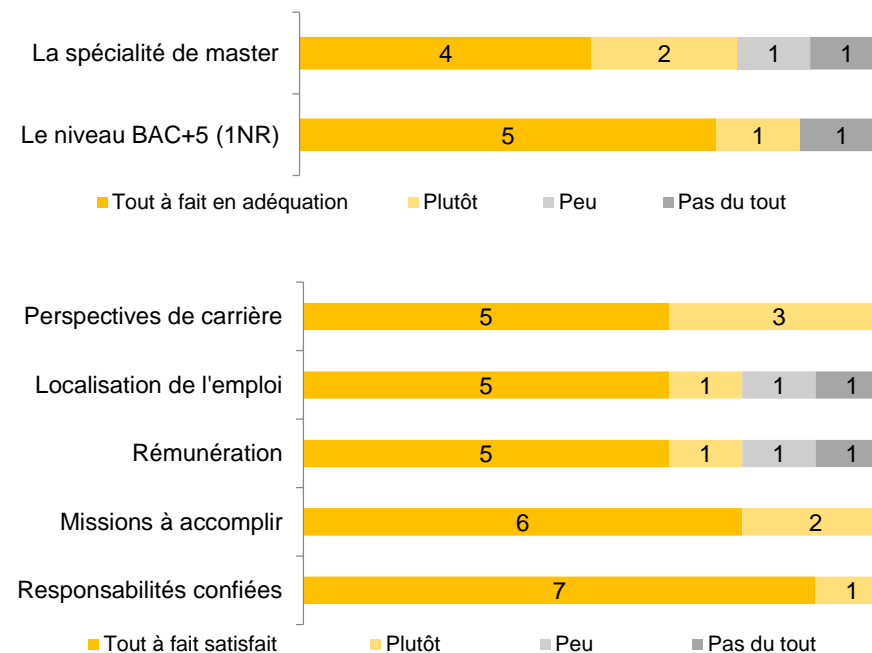 La spécialité de master 4 2 1 1
Le niveau BAC+5 (1NR) 5 1 1
Tout à fait en adéquation Plutôt Peu Pas du tout
Perspectives de carrière 5 3
Localisation de l'emploi 5 1 1 1
Rémunération 5 1 1 1
Missions à accomplir 6 2
Responsabilités confiées 7 1
Tout à fait satisfait Plutôt Peu Pas du tout